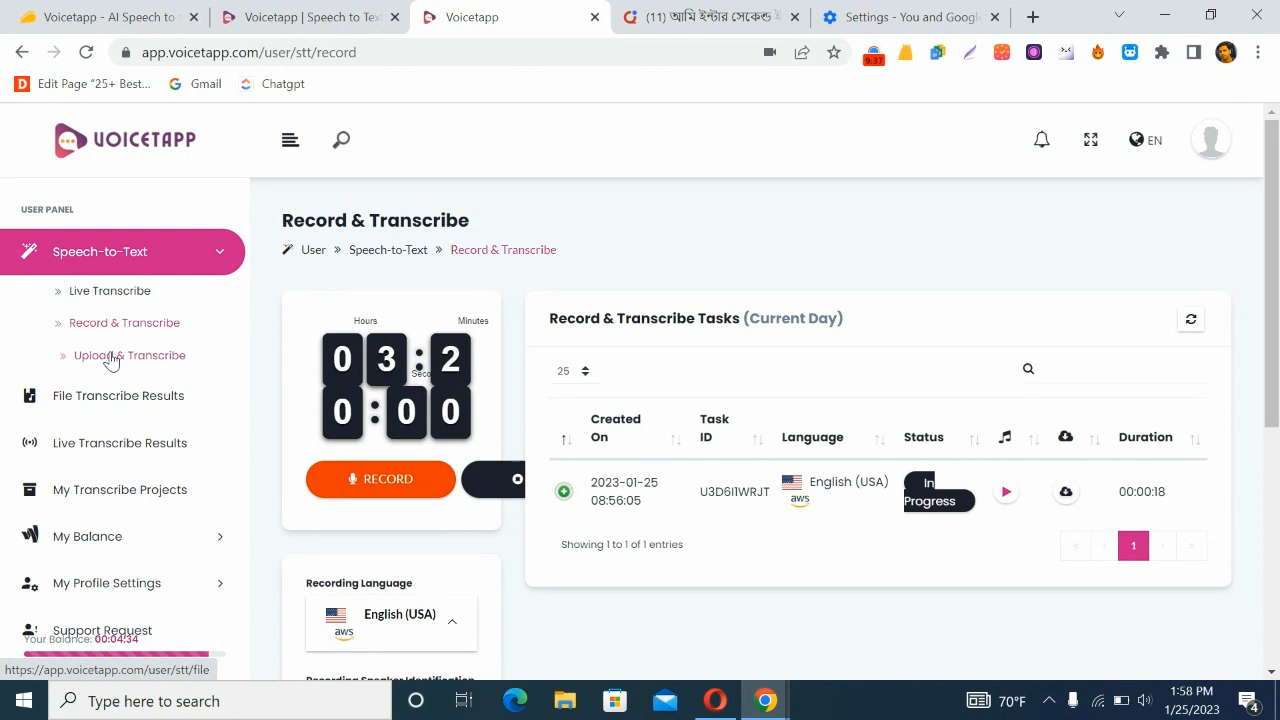 Voicetapp - AI Speech to
Voicetapp | Speech to Tex
Voicetapp
(11) আমি ইন্টার সেকেন্ড ই
Settings - You and Google
app.voicetapp.com/user/stt/record
9:37
Edit Page "25+ Best...
Gmail
Chatgpt
VOICETAPP
EN
USER PANEL
Speech-to-Text
Live Transcribe
Record & Transcribe
Upload & Transcribe
File Transcribe Results
Live Transcribe Results
My Transcribe Projects
My Balance
My Profile Settings
Support Request
Your Balance: 00:04:34
https://app.voicetapp.com/user/stt/file
Record & Transcribe
User » Speech-to-Text » Record & Transcribe
Hours
Minutes
0 3 : 2
Seco
0 : 0 0
RECORD
Recording Language
English (USA)
aws
Recording Speaker Identification
Record & Transcribe Tasks (Current Day)
25
Created On
Task ID
Language
Status
Duration
2023-01-25 08:56:05
U3D6I1WRJT
English (USA)
aws
In Progress
00:00:18
Showing 1 to 1 of 1 entries
« ‹ 1 › »
Type here to search
70°F
1:58 PM
1/25/2023
4